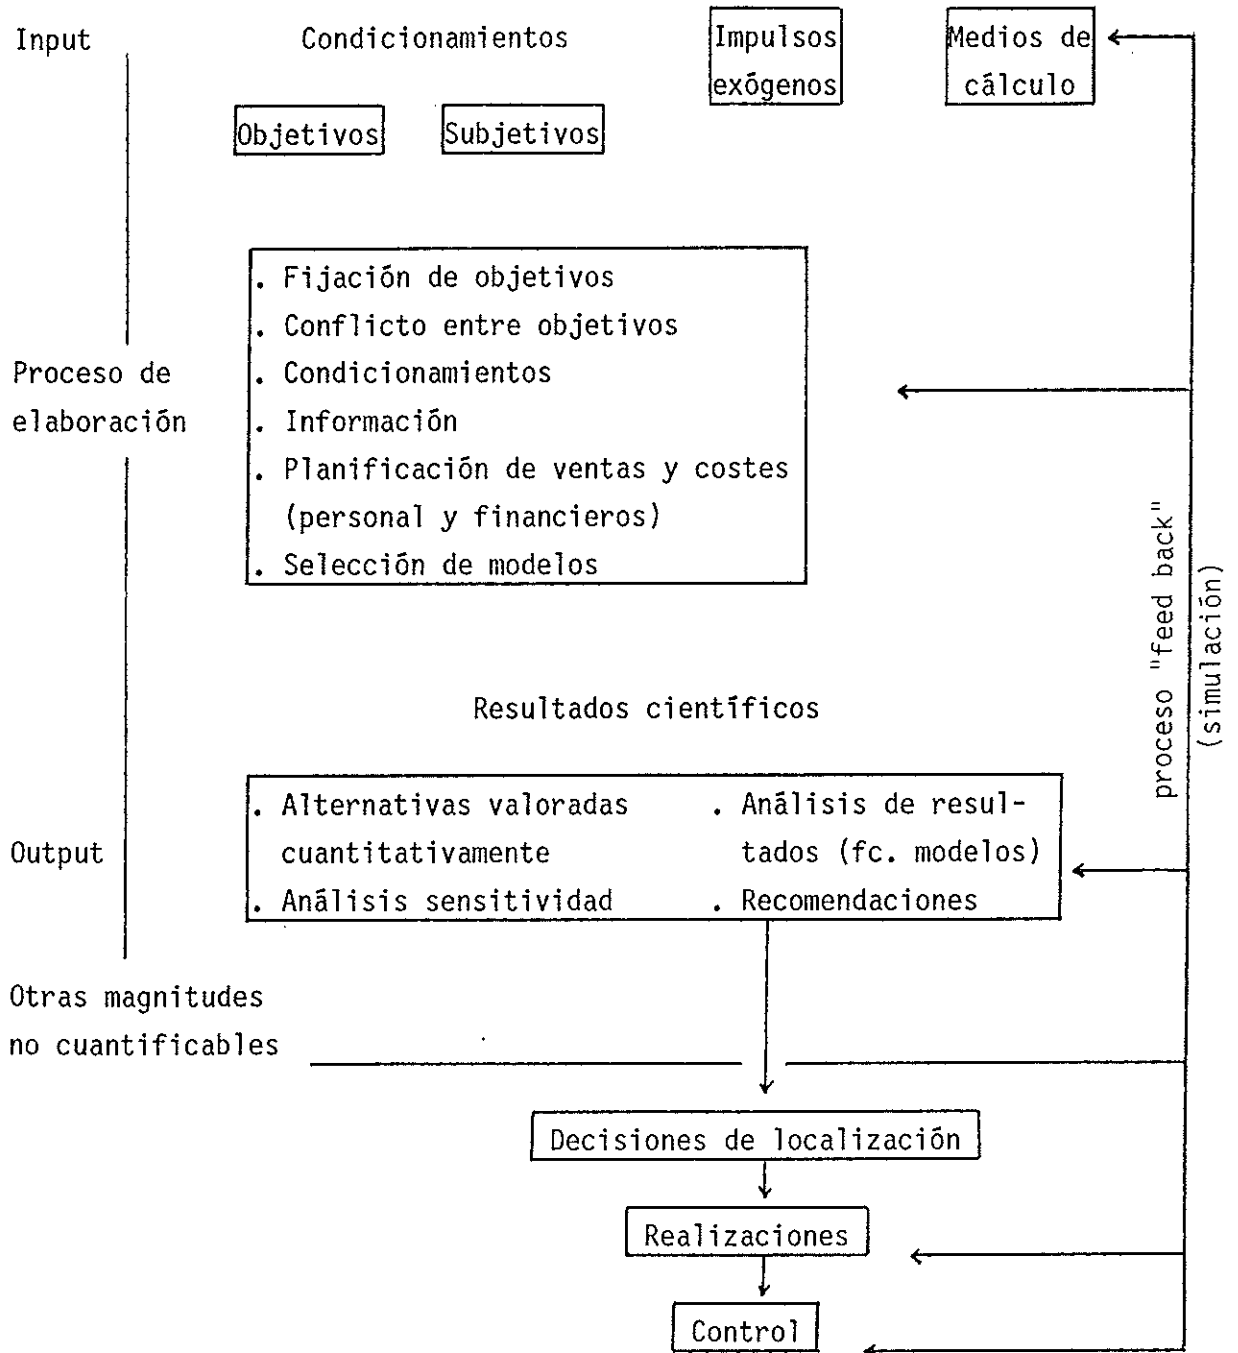 Input
Condicionamientos
Impulsos
exógenos
Medios de
cálculo
Objetivos
Subjetivos
. Fijación de objetivos
. Conflicto entre objetivos
. Condicionamientos
. Información
. Planificación de ventas y costes
(personal y financieros)
. Selección de modelos
Proceso de
elaboración
proceso "feed back"
(simulación)
Resultados científicos
Output
. Alternativas valoradas
cuantitativamente
. Análisis sensitividad
. Análisis de resul-
tados (fc. modelos)
. Recomendaciones
Otras magnitudes
no cuantificables
Decisiones de localización
Realizaciones
Control